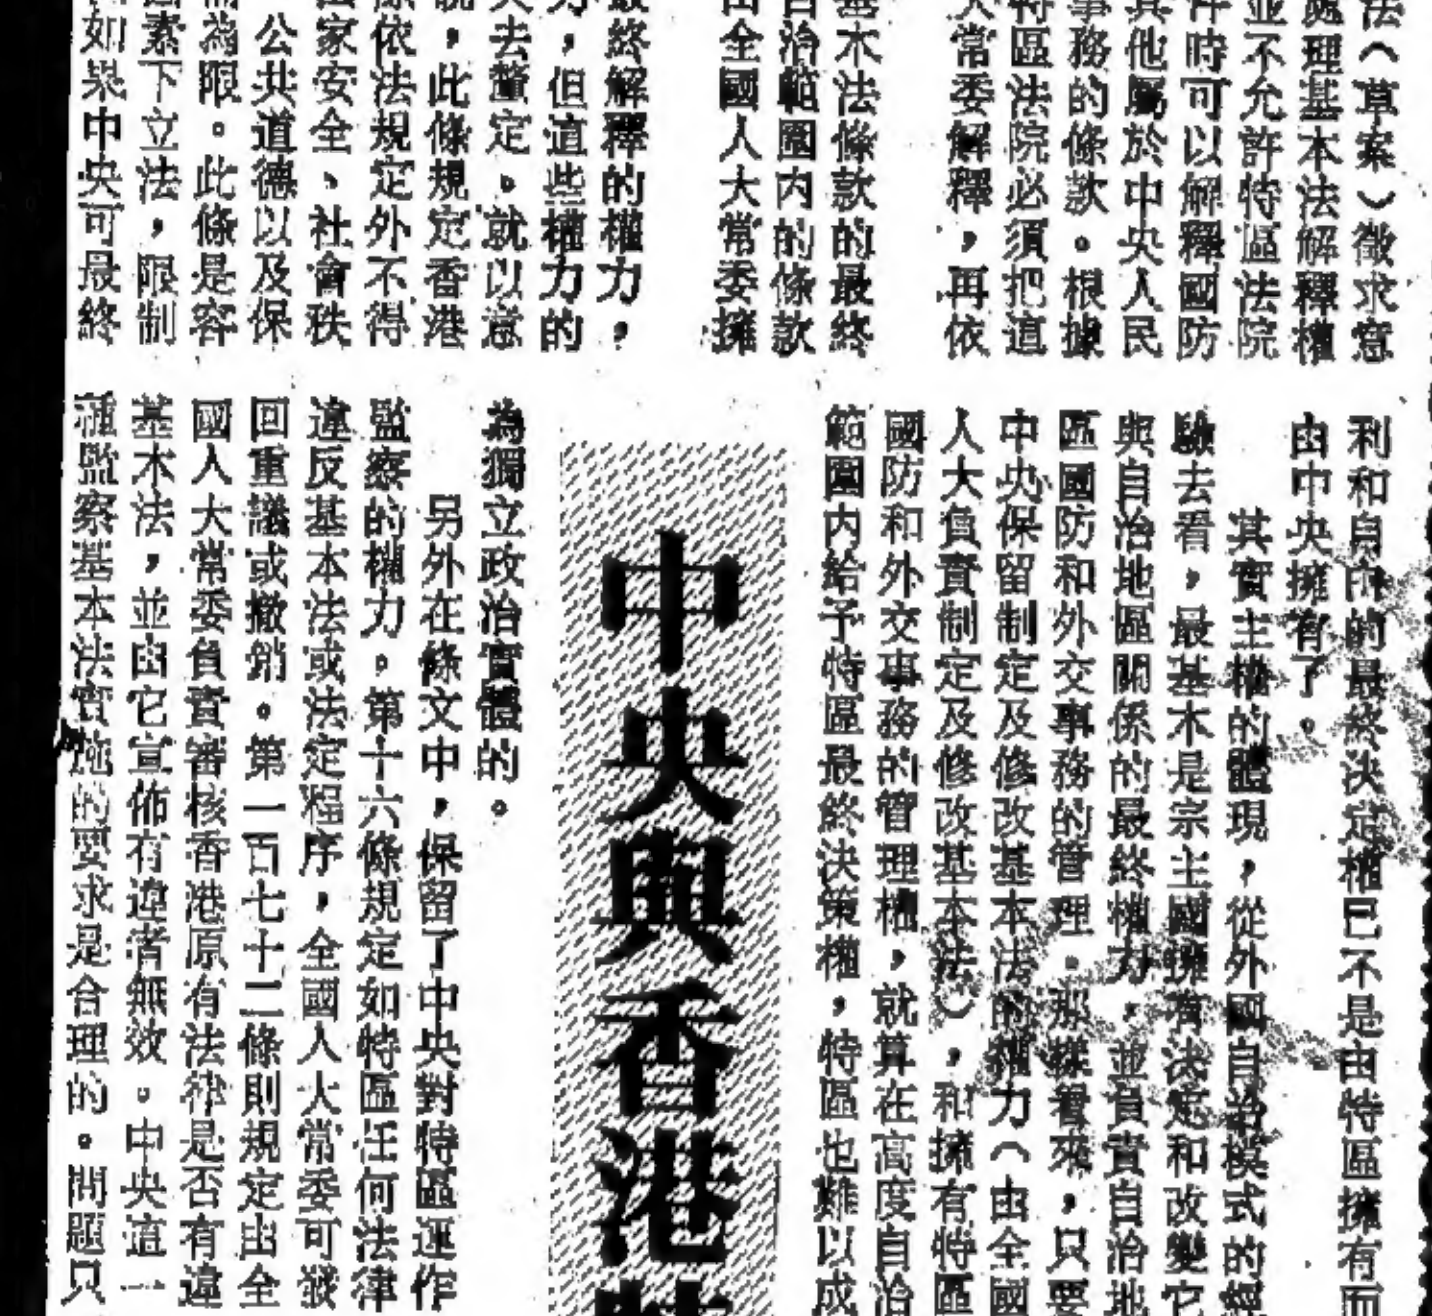 法（草案）徵求意
處理基本法解釋權
並不允許特區法院
件時可以解釋國防
其他屬於中央人民
事務的條款。根據
特區法院必須把這
人常委解釋，再依
基本法條款的最終
自治範圍內的條款
由全國人大常委擁
最終解釋的權力，
力，但這些權力的
去釐定。就以意
，此條規定香港
依法規定外不得
家安全、社會秩
公共道德以及保
為限。此條是容
素下立法，限制
如果中央可最終
利和自治的最終決定權已不是由特區擁有而
由中央擁有了。
其實主權的體現，從外國自治模式的經
驗去看，最基本是宗主國擁有決定和改變它
與自治地區關係的最終權力，並負責自治地
區國防和外交事務的管理。那樣看來，只要
中央保留制定及修改基本法的權力（由全國
人大負責制定及修改基本法），和擁有特區
國防和外交事務的管理權，就算在高度自治
範圍内給予特區最終決策權，特區也難以成
中央與香港特
為獨立政治實體的。
另外在條文中，保留了中央對特區運作
監察的權力。第十六條規定如特區任何法律
違反基本法或法定程序，全國人大常委可發
回重議或撤銷。第一百七十二條則規定由全
國人大常委負責審核香港原有法律是否有違
基本法，並由它宣佈有違者無效。中央這一
種監察基本法實施的要求是合理的。問題只